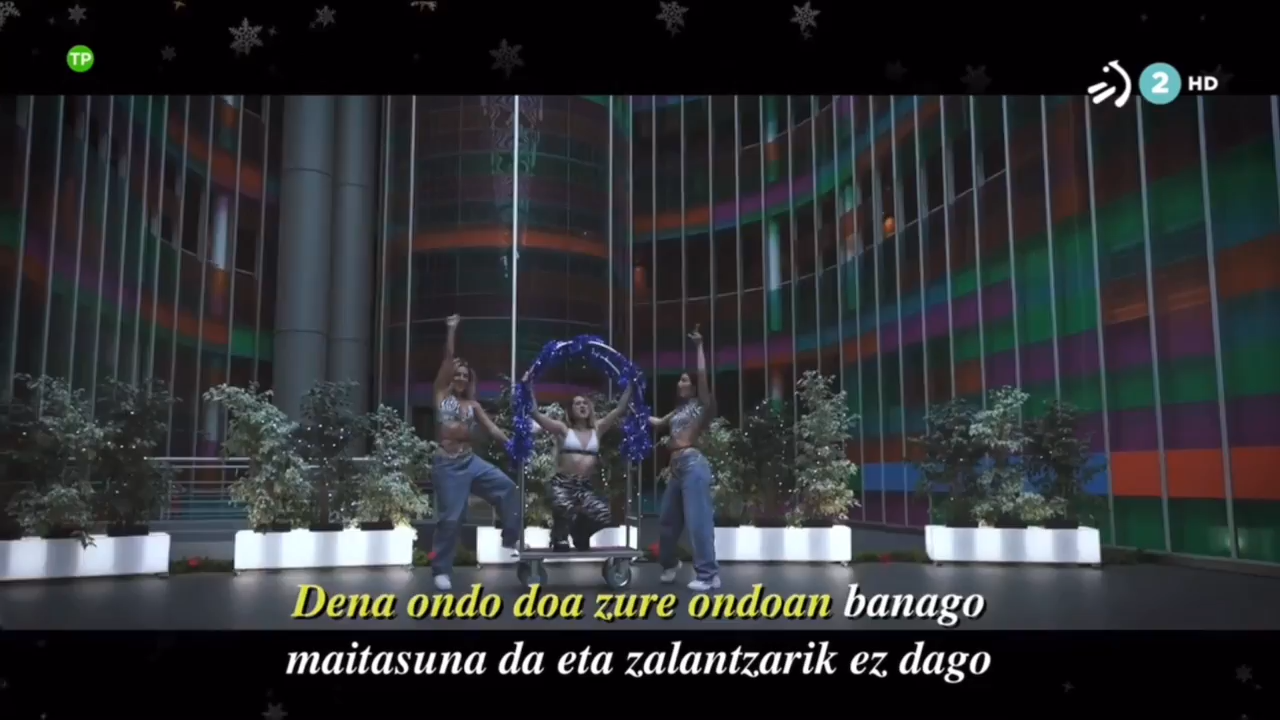 TP
2 HD
Dena ondo doa zure ondoan banago
maitasuna da eta zalantzarik ez dago